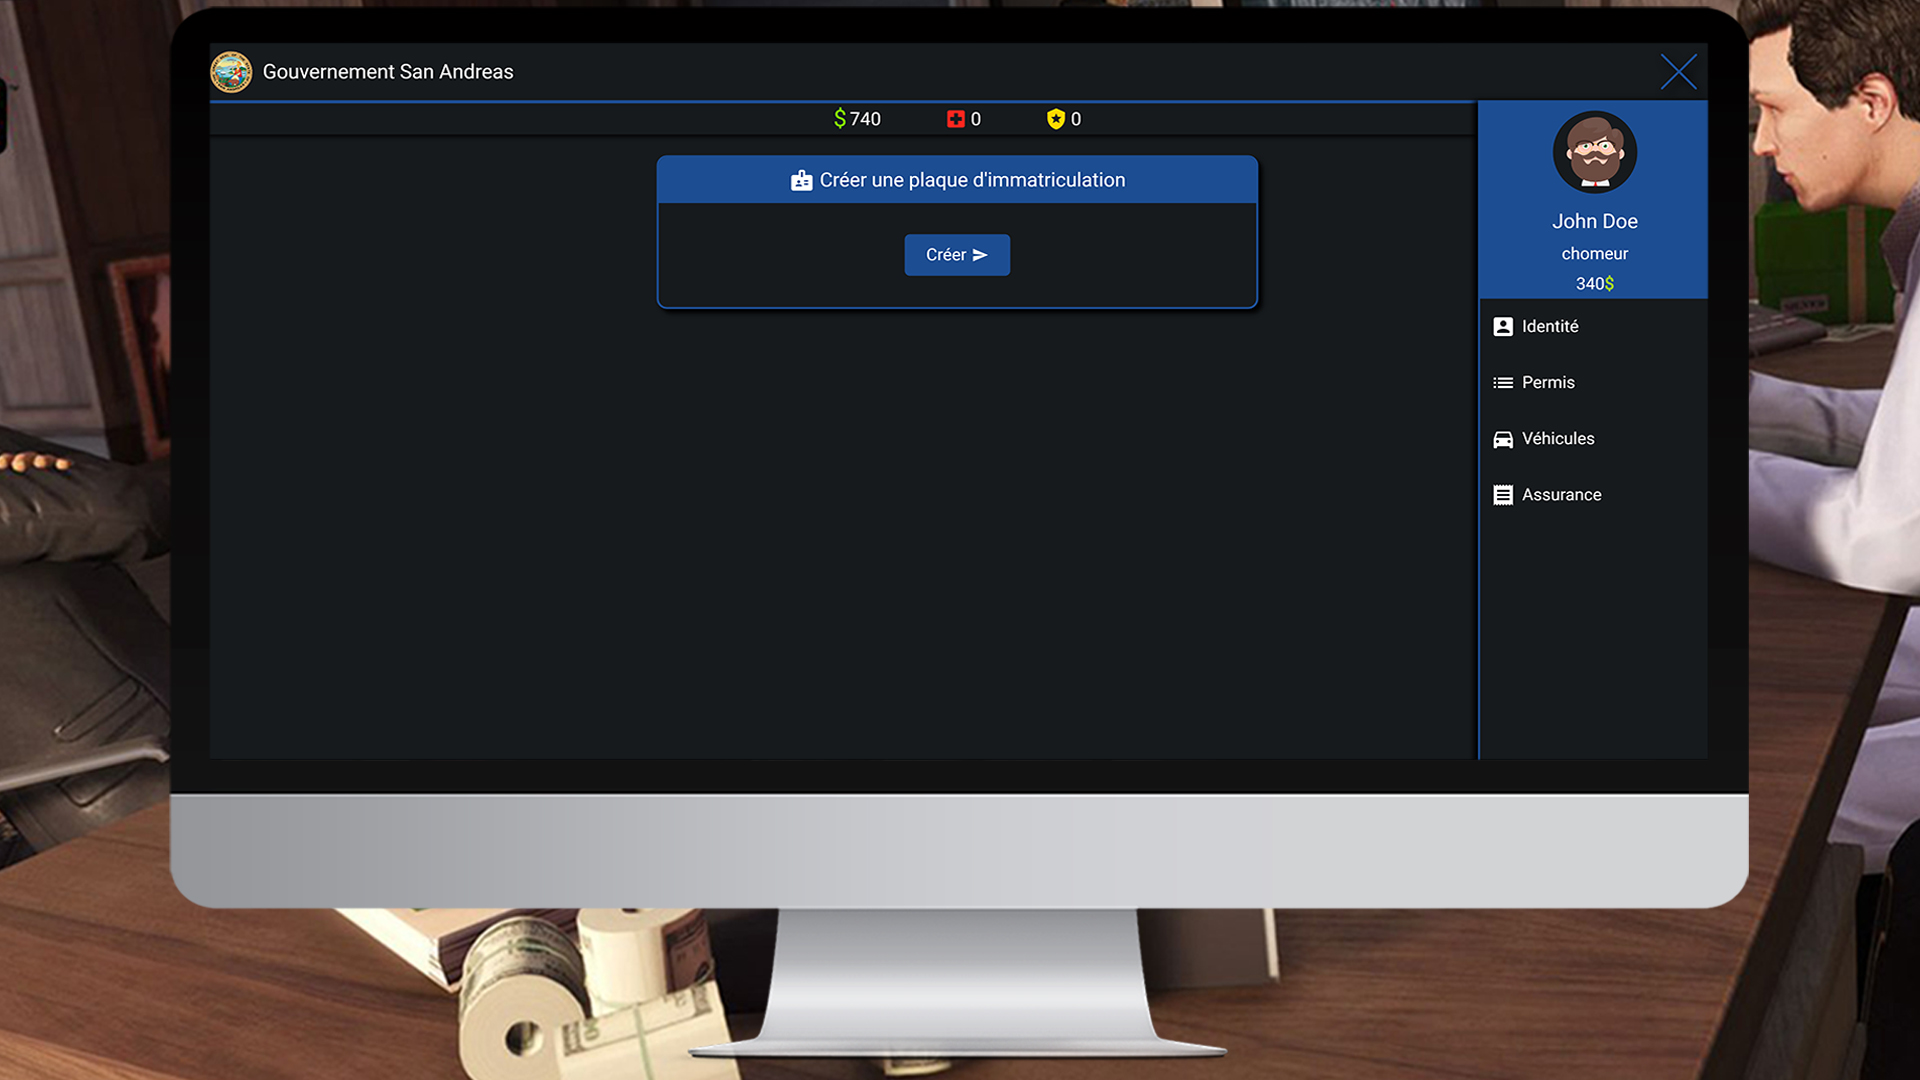 Gouvernement San Andreas
$ 740 0 0
Créer une plaque d'immatriculation
Créer
John Doe
chomeur
340$
Identité
Permis
Véhicules
Assurance